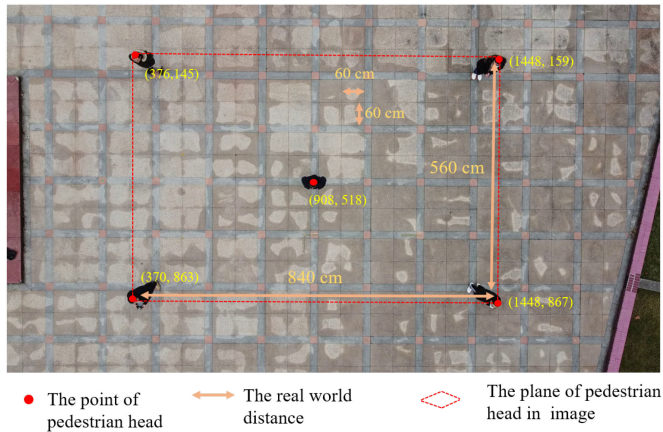 (376,145)
(1448, 159)
60 cm
60 cm
560 cm
(908, 518)
(370, 863)
840 cm
(1448, 867)
The point of
pedestrian head
The real world
distance
The plane of pedestrian
head in image